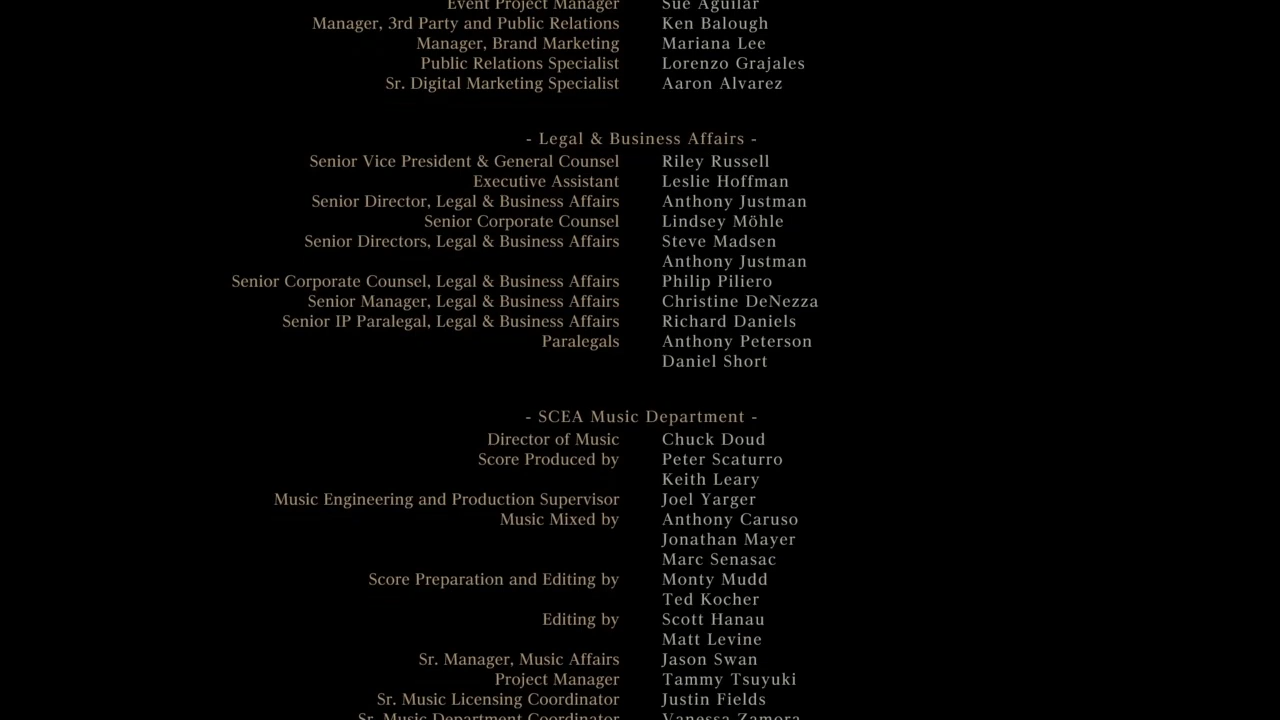 Event Project Manager Sue Aguilar
Manager, 3rd Party and Public Relations Ken Balough
Manager, Brand Marketing Mariana Lee
Public Relations Specialist Lorenzo Grajales
Sr. Digital Marketing Specialist Aaron Alvarez
- Legal & Business Affairs -
Senior Vice President & General Counsel Riley Russell
Executive Assistant Leslie Hoffman
Senior Director, Legal & Business Affairs Anthony Justman
Senior Corporate Counsel Lindsey Möhle
Senior Directors, Legal & Business Affairs Steve Madsen
Anthony Justman
Senior Corporate Counsel, Legal & Business Affairs Philip Piliero
Senior Manager, Legal & Business Affairs Christine DeNezza
Senior IP Paralegal, Legal & Business Affairs Richard Daniels
Paralegals Anthony Peterson
Daniel Short
- SCEA Music Department -
Director of Music Chuck Doud
Score Produced by Peter Scaturro
Keith Leary
Music Engineering and Production Supervisor Joel Yarger
Music Mixed by Anthony Caruso
Jonathan Mayer
Marc Senasac
Score Preparation and Editing by Monty Mudd
Ted Kocher
Editing by Scott Hanau
Matt Levine
Sr. Manager, Music Affairs Jason Swan
Project Manager Tammy Tsuyuki
Sr. Music Licensing Coordinator Justin Fields
Sr. Music Department Coordinator Vanessa Zamora